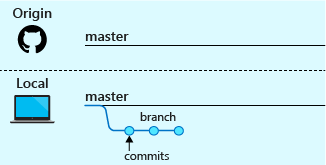 Origin
master
Local
master
branch
commits